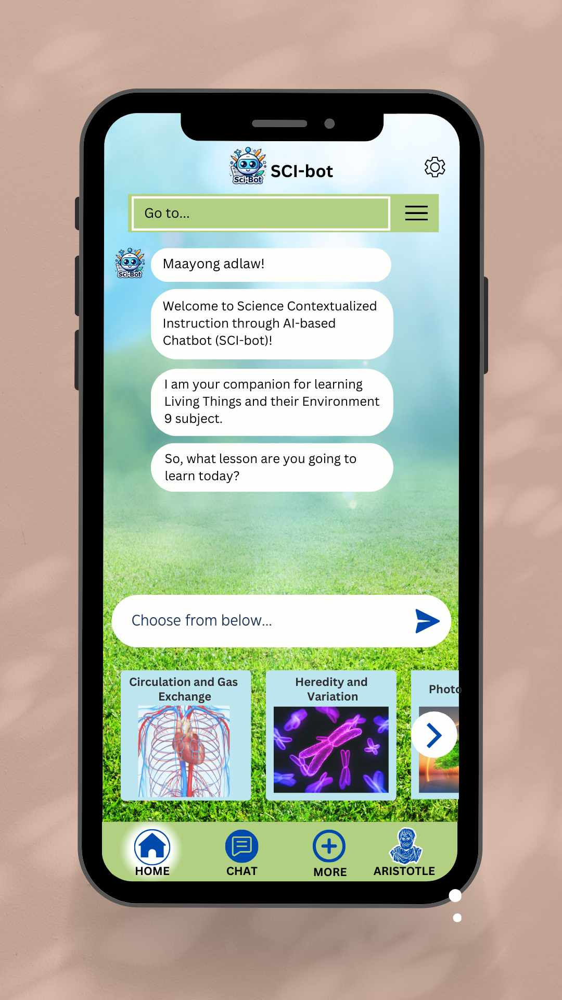 Sci-Bot
SCI-bot
Go to...
Sci-Bot
Maayong adlaw!
Welcome to Science Contextualized
Instruction through AI-based
Chatbot (SCI-bot)!
I am your companion for learning
Living Things and their Environment
9 subject.
So, what lesson are you going to
learn today?
Choose from below...
Circulation and Gas
Exchange
Heredity and
Variation
Photo
HOME
CHAT
MORE
ARISTOTLE